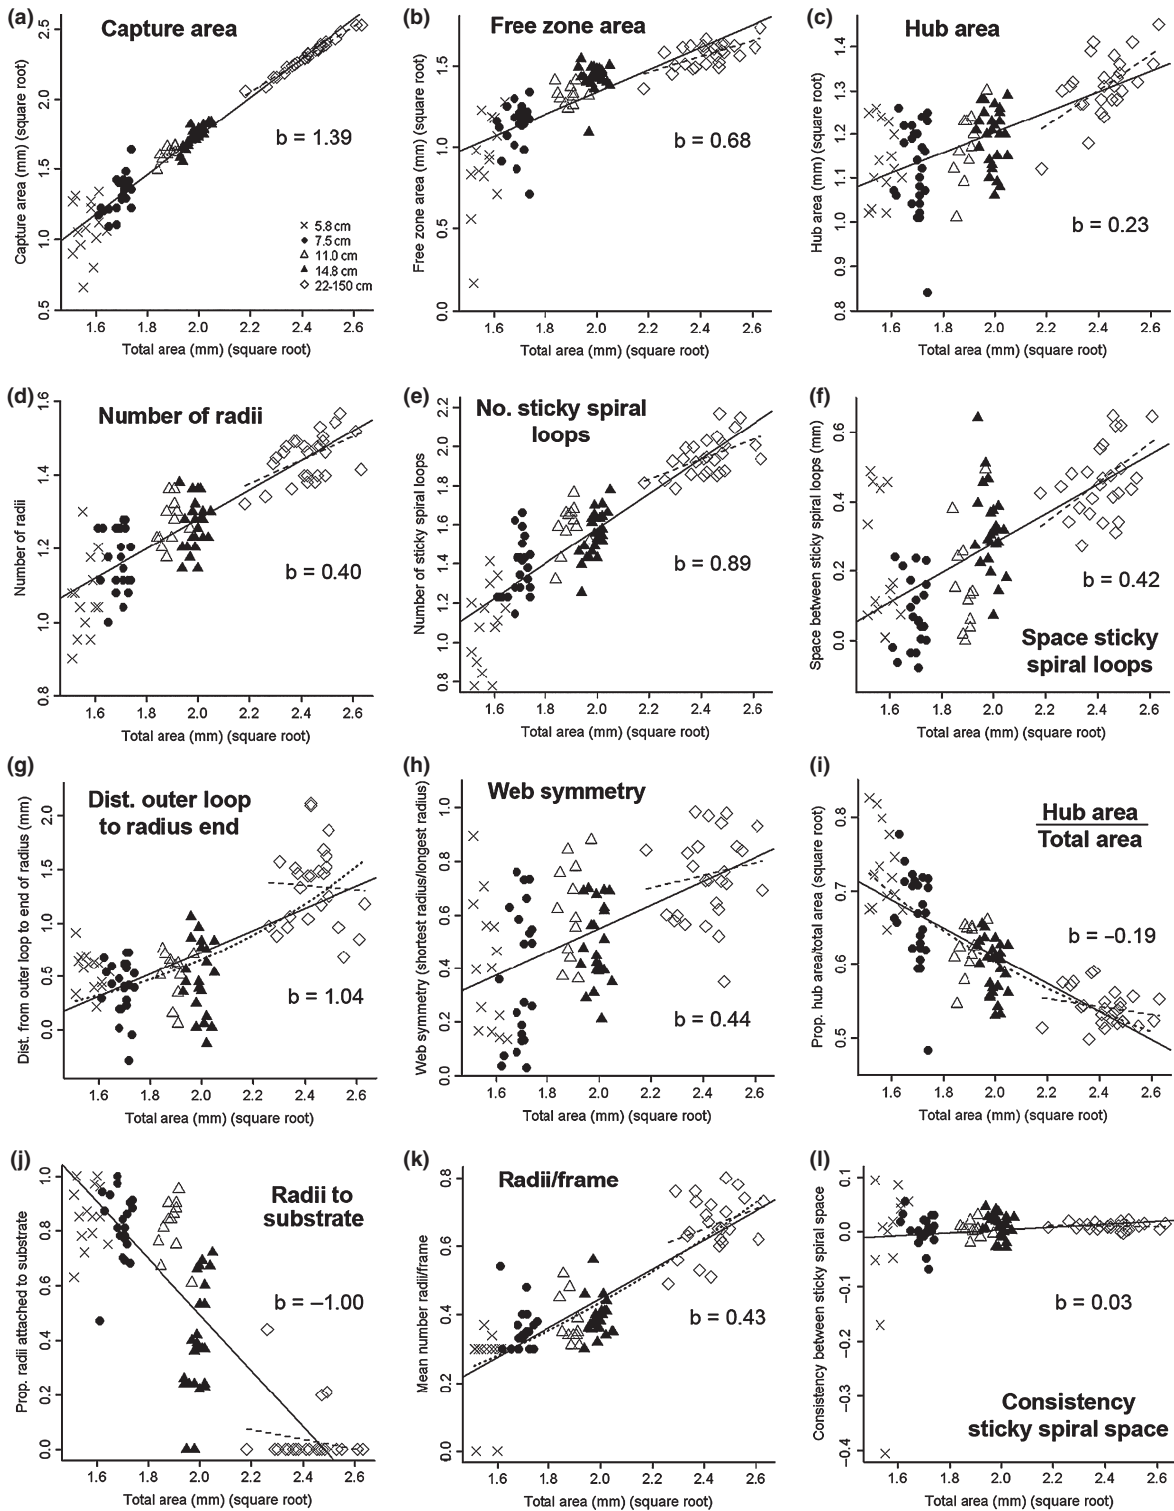 (a) Capture area
Capture area (mm) (square root)
2.5
2.0
1.5
1.0
0.5
b = 1.39
× 5.8 cm
● 7.5 cm
△ 11.0 cm
▲ 14.8 cm
◇ 22-150 cm
1.6 1.8 2.0 2.2 2.4 2.6
Total area (mm) (square root)
(b) Free zone area
Free zone area (mm) (square root)
1.5
1.0
0.5
0.0
b = 0.68
1.6 1.8 2.0 2.2 2.4 2.6
Total area (mm) (square root)
(c) Hub area
Hub area (mm) (square root)
1.4
1.3
1.2
1.1
1.0
0.9
0.8
b = 0.23
1.6 1.8 2.0 2.2 2.4 2.6
Total area (mm) (square root)
(d) Number of radii
Number of radii
1.6
1.4
1.2
1.0
0.8
b = 0.40
1.6 1.8 2.0 2.2 2.4 2.6
Total area (mm) (square root)
(e) No. sticky spiral
loops
Number of sticky spiral loops
2.2
2.0
1.8
1.6
1.4
1.2
1.0
0.8
b = 0.89
1.6 1.8 2.0 2.2 2.4 2.6
Total area (mm) (square root)
(f)
Space between sticky spiral loops (mm)
0.6
0.4
0.2
0.0
b = 0.42
Space sticky
spiral loops
1.6 1.8 2.0 2.2 2.4 2.6
Total area (mm) (square root)
(g) Dist. outer loop
to radius end
Dist. from outer loop to end of radius (mm)
2.0
1.5
1.0
0.5
0.0
b = 1.04
1.6 1.8 2.0 2.2 2.4 2.6
Total area (mm) (square root)
(h) Web symmetry
Web symmetry (shortest radius/longest radius)
1.0
0.8
0.6
0.4
0.2
0.0
b = 0.44
1.6 1.8 2.0 2.2 2.4 2.6
Total area (mm) (square root)
(i) Hub area
Total area
Prop. hub area/total area (square root)
0.8
0.7
0.6
0.5
b = –0.19
1.6 1.8 2.0 2.2 2.4 2.6
Total area (mm) (square root)
(j) Radii to
substrate
Prop. radii attached to substrate
1.0
0.8
0.6
0.4
0.2
0.0
b = –1.00
1.6 1.8 2.0 2.2 2.4 2.6
Total area (mm) (square root)
(k) Radii/frame
Mean number radii/frame
0.8
0.6
0.4
0.2
0.0
b = 0.43
1.6 1.8 2.0 2.2 2.4 2.6
Total area (mm) (square root)
(l)
Consistency between sticky spiral space
0.1
0.0
–0.1
–0.2
–0.3
–0.4
b = 0.03
Consistency
sticky spiral space
1.6 1.8 2.0 2.2 2.4 2.6
Total area (mm) (square root)